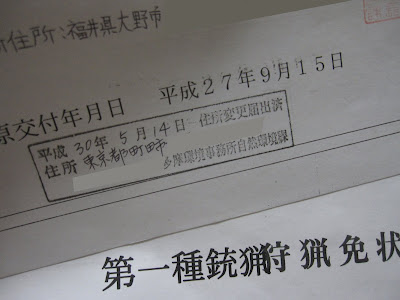 住所:福井県大野市
原交付年月日 平成27年9月15日
平成 30年 5月14日 住所変更届出済
住所 東京都町田市
多摩環境事務所自然環境課
第一種銃猟狩猟免状